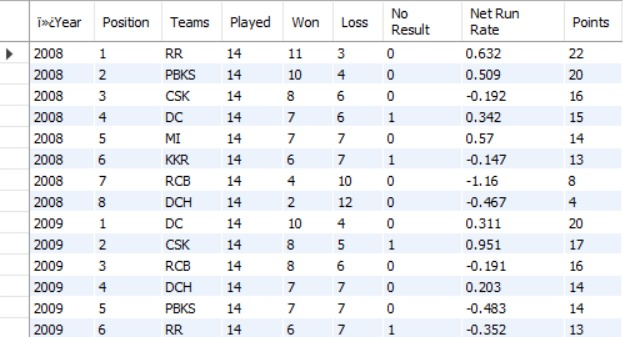 ï»¿Year Position Teams Played Won Loss No Result Net Run Rate Points
2008 1 RR 14 11 3 0 0.632 22
2008 2 PBKS 14 10 4 0 0.509 20
2008 3 CSK 14 8 6 0 -0.192 16
2008 4 DC 14 7 6 1 0.342 15
2008 5 MI 14 7 7 0 0.57 14
2008 6 KKR 14 6 7 1 -0.147 13
2008 7 RCB 14 4 10 0 -1.16 8
2008 8 DCH 14 2 12 0 -0.467 4
2009 1 DC 14 10 4 0 0.311 20
2009 2 CSK 14 8 5 1 0.951 17
2009 3 RCB 14 8 6 0 -0.191 16
2009 4 DCH 14 7 7 0 0.203 14
2009 5 PBKS 14 7 7 0 -0.483 14
2009 6 RR 14 6 7 1 -0.352 13